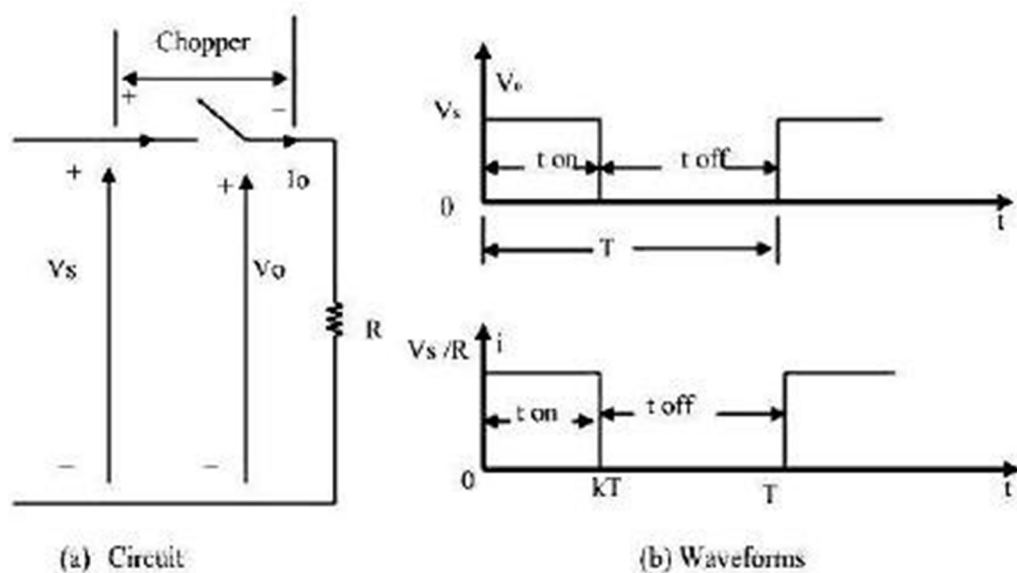 Chopper
+
−
+
+
Io
Vs
Vo
R
−
−
(a) Circuit
Vo
Vs
t on
t off
0
t
T
Vs /R
i
t on
t off
0
kT
T
t
(b) Waveforms